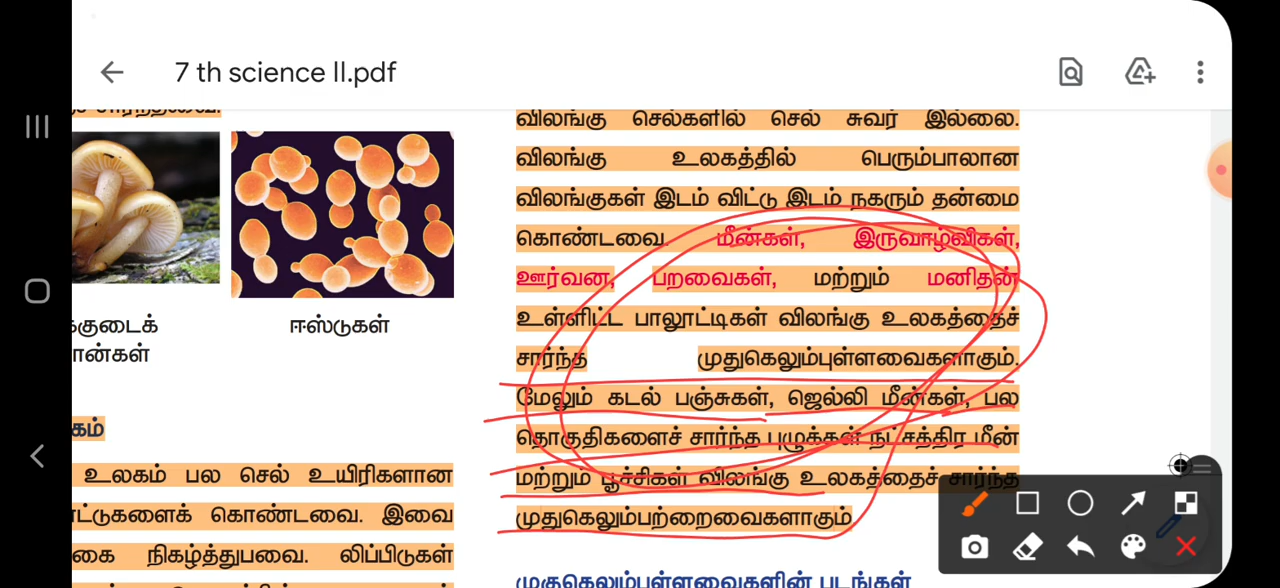 7 th science II.pdf
விலங்கு செல்களில் செல் சுவர் இல்லை.
விலங்கு உலகத்தில் பெரும்பாலான
விலங்குகள் இடம் விட்டு இடம் நகரும் தன்மை
கொண்டவை. மீன்கள், இருவாழ்விகள்,
ஊர்வன, பறவைகள், மற்றும் மனிதன்
உள்ளிட்ட பாலூட்டிகள் விலங்கு உலகத்தைச்
சார்ந்த முதுகெலும்புள்ளவைகளாகும்.
மேலும் கடல் பஞ்சுகள், ஜெல்லி மீன்கள், பல
தொகுதிகளைச் சார்ந்த புழுக்கள் நட்சத்திர மீன்
மற்றும் பூச்சிகள் விலங்கு உலகத்தைச் சார்ந்த
முதுகெலும்பற்றைவைகளாகும்
முதுகெலும்புள்ளவைகளின் படங்கள்
ஈஸ்டுகள்
உலகம் பல செல் உயிரிகளான
கொண்டவை. இவை
நிகழ்த்துபவை. லிப்பிடுகள்